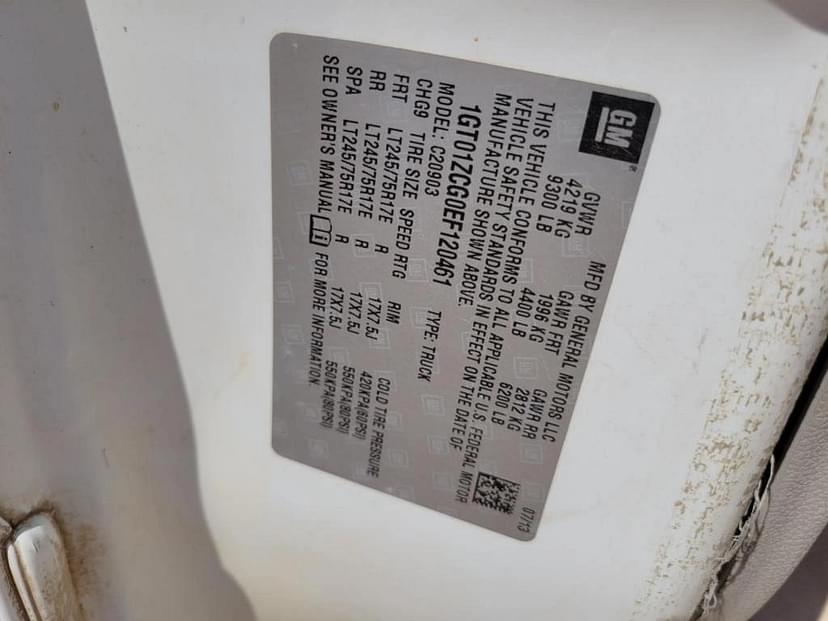 GM®
MFD BY GENERAL MOTORS LLC 07/13
GVWR GAWR FRT GAWR RR
4219 KG 1996 KG 2812 KG
9300 LB 4400 LB 6200 LB
THIS VEHICLE CONFORMS TO ALL APPLICABLE U.S. FEDERAL MOTOR
VEHICLE SAFETY STANDARDS IN EFFECT ON THE DATE OF
MANUFACTURE SHOWN ABOVE.
1GT01ZCG0EF120461 TYPE: TRUCK
MODEL: C20903
CHG9 TIRE SIZE SPEED RTG RIM COLD TIRE PRESSURE
FRT LT245/75R17E R 17X7.5J 420KPA(60PSI)
RR LT245/75R17E R 17X7.5J 550KPA(80PSI)
SPA LT245/75R17E R 17X7.5J 550KPA(80PSI)
SEE OWNER'S MANUAL FOR MORE INFORMATION.